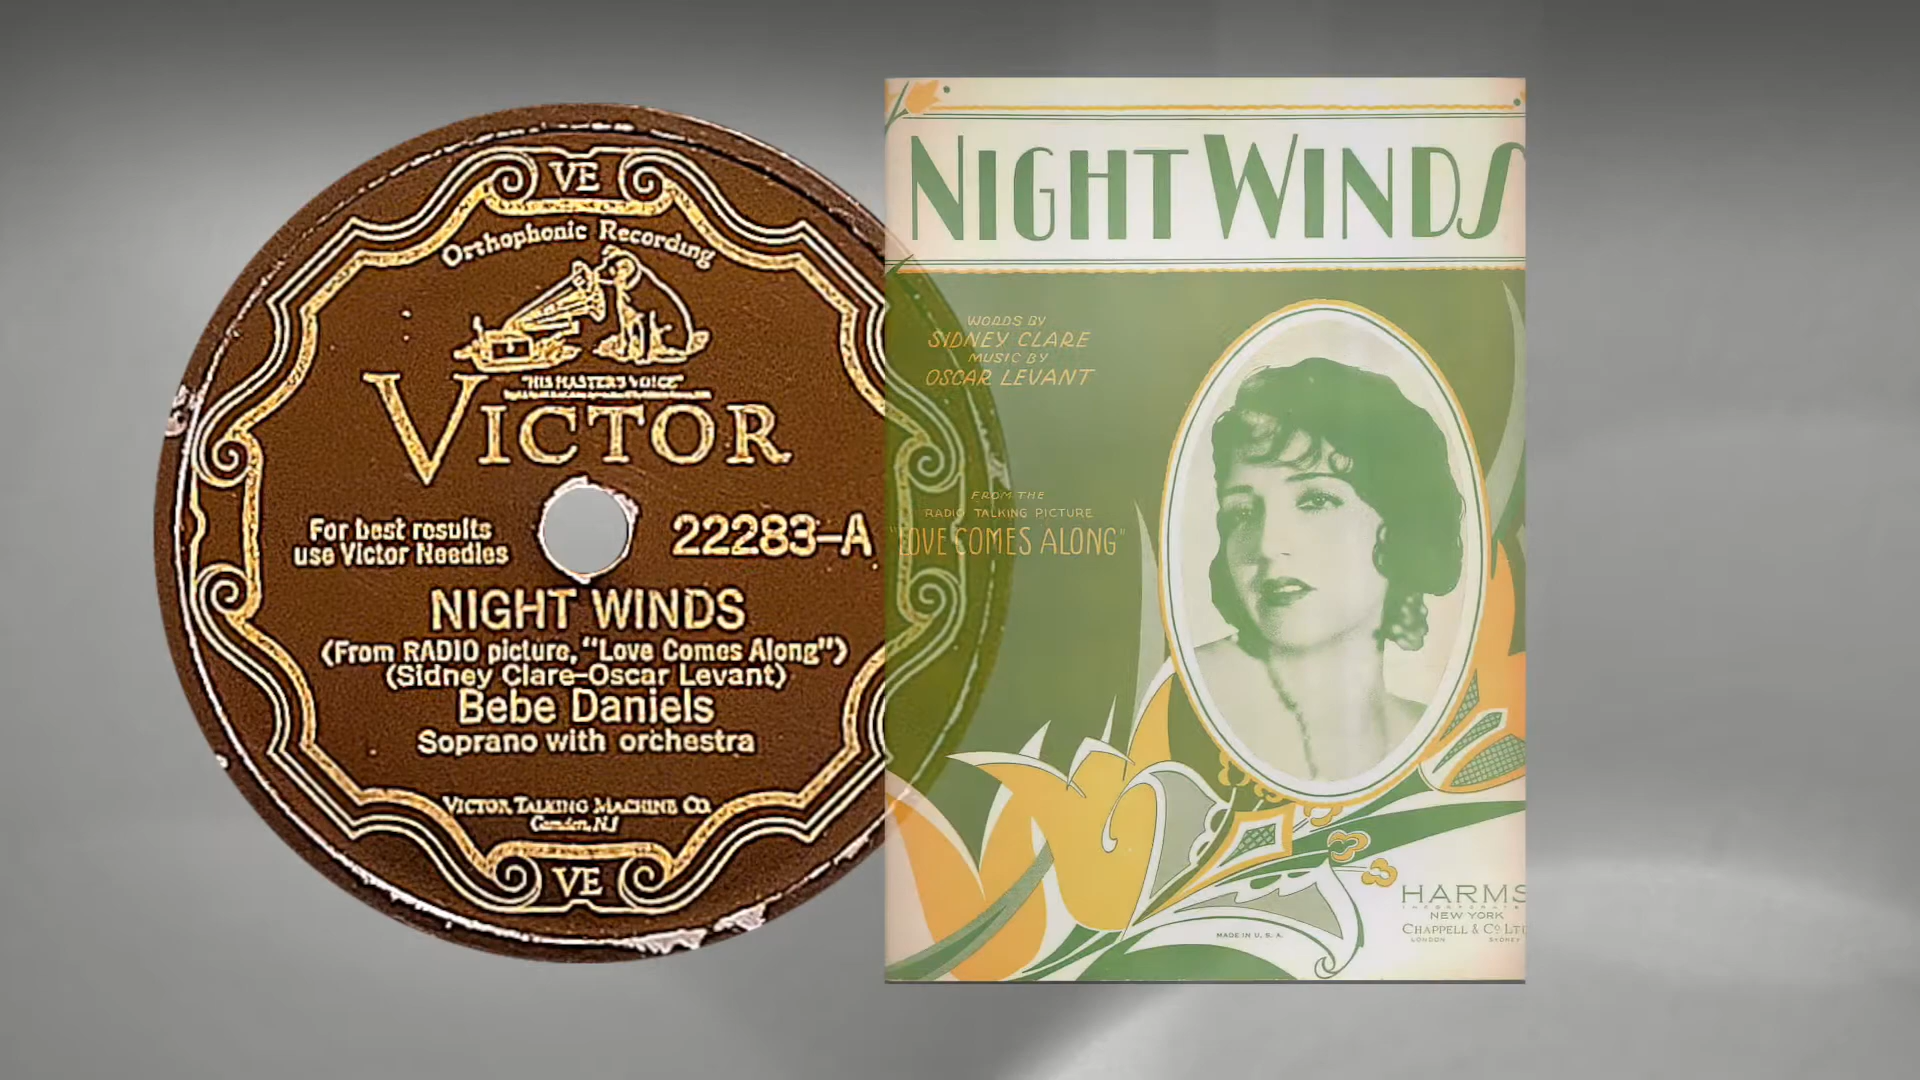 VE
Orthophonic Recording
"HIS MASTER'S VOICE"
VICTOR
For best results
use Victor Needles
22283-A
NIGHT WINDS
(From RADIO picture, "Love Comes Along")
(Sidney Clare-Oscar Levant)
Bebe Daniels
Soprano with orchestra
VICTOR TALKING MACHINE CO.
Camden, NJ
VE
NIGHT WINDS
WORDS BY
SIDNEY CLARE
MUSIC BY
OSCAR LEVANT
FROM THE
RADIO TALKING PICTURE
"LOVE COMES ALONG"
HARMS
INCORPORATED
NEW YORK
CHAPPELL & CO LTD
LONDON SYDNEY
MADE IN U. S. A.